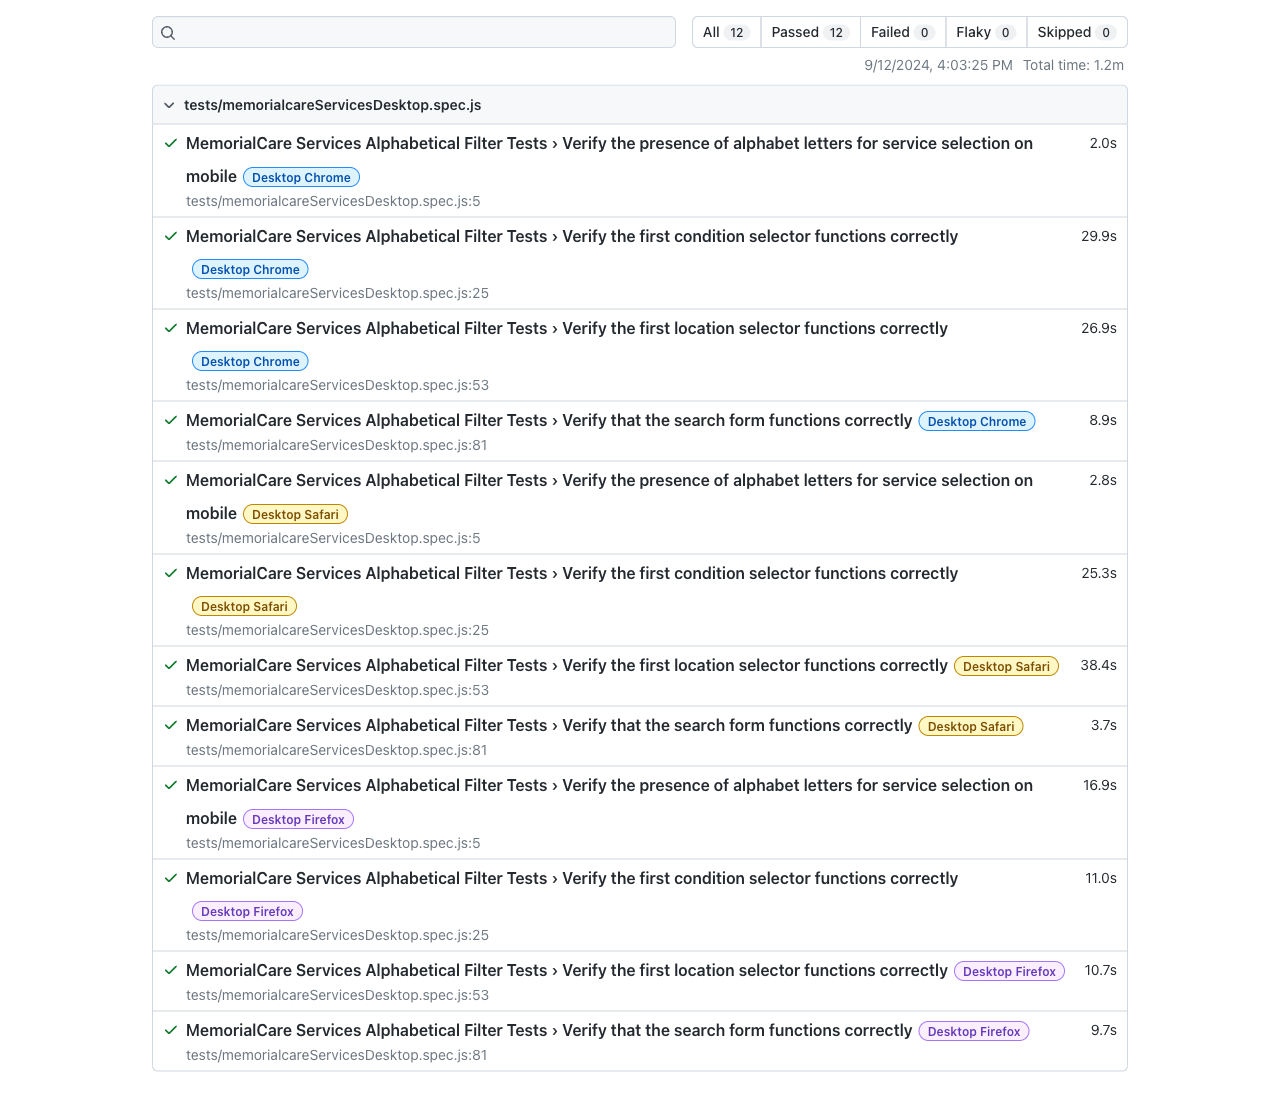 All 12 Passed 12 Failed 0 Flaky 0 Skipped 0
9/12/2024, 4:03:25 PM Total time: 1.2m
tests/memorialcareServicesDesktop.spec.js
MemorialCare Services Alphabetical Filter Tests › Verify the presence of alphabet letters for service selection on 2.0s
mobile Desktop Chrome
tests/memorialcareServicesDesktop.spec.js:5
MemorialCare Services Alphabetical Filter Tests › Verify the first condition selector functions correctly 29.9s
Desktop Chrome
tests/memorialcareServicesDesktop.spec.js:25
MemorialCare Services Alphabetical Filter Tests › Verify the first location selector functions correctly 26.9s
Desktop Chrome
tests/memorialcareServicesDesktop.spec.js:53
MemorialCare Services Alphabetical Filter Tests › Verify that the search form functions correctly Desktop Chrome 8.9s
tests/memorialcareServicesDesktop.spec.js:81
MemorialCare Services Alphabetical Filter Tests › Verify the presence of alphabet letters for service selection on 2.8s
mobile Desktop Safari
tests/memorialcareServicesDesktop.spec.js:5
MemorialCare Services Alphabetical Filter Tests › Verify the first condition selector functions correctly 25.3s
Desktop Safari
tests/memorialcareServicesDesktop.spec.js:25
MemorialCare Services Alphabetical Filter Tests › Verify the first location selector functions correctly Desktop Safari 38.4s
tests/memorialcareServicesDesktop.spec.js:53
MemorialCare Services Alphabetical Filter Tests › Verify that the search form functions correctly Desktop Safari 3.7s
tests/memorialcareServicesDesktop.spec.js:81
MemorialCare Services Alphabetical Filter Tests › Verify the presence of alphabet letters for service selection on 16.9s
mobile Desktop Firefox
tests/memorialcareServicesDesktop.spec.js:5
MemorialCare Services Alphabetical Filter Tests › Verify the first condition selector functions correctly 11.0s
Desktop Firefox
tests/memorialcareServicesDesktop.spec.js:25
MemorialCare Services Alphabetical Filter Tests › Verify the first location selector functions correctly Desktop Firefox 10.7s
tests/memorialcareServicesDesktop.spec.js:53
MemorialCare Services Alphabetical Filter Tests › Verify that the search form functions correctly Desktop Firefox 9.7s
tests/memorialcareServicesDesktop.spec.js:81